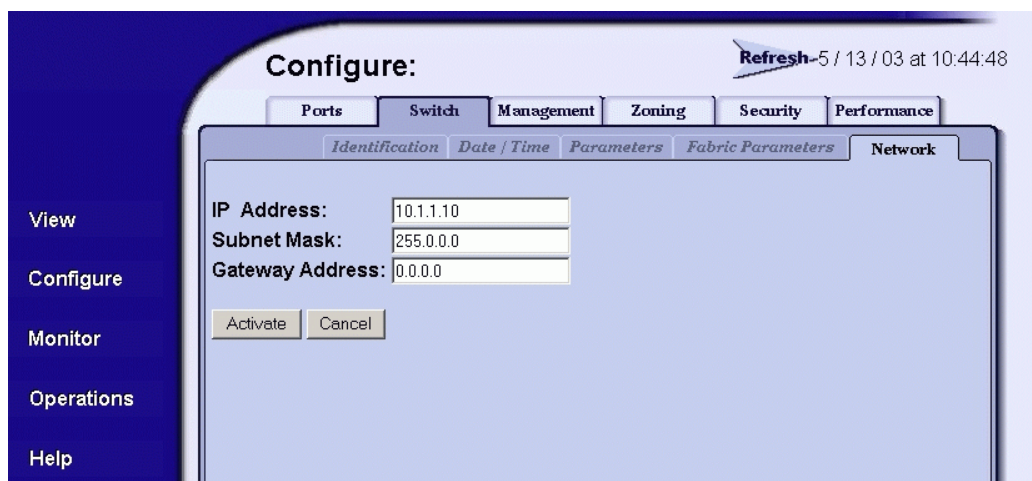 Configure:
Refresh-5 / 13 / 03 at 10:44:48
Ports Switch Management Zoning Security Performance
Identification Date / Time Parameters Fabric Parameters Network
View
Configure
Monitor
Operations
Help
IP Address: 10.1.1.10
Subnet Mask: 255.0.0.0
Gateway Address: 0.0.0.0
Activate Cancel